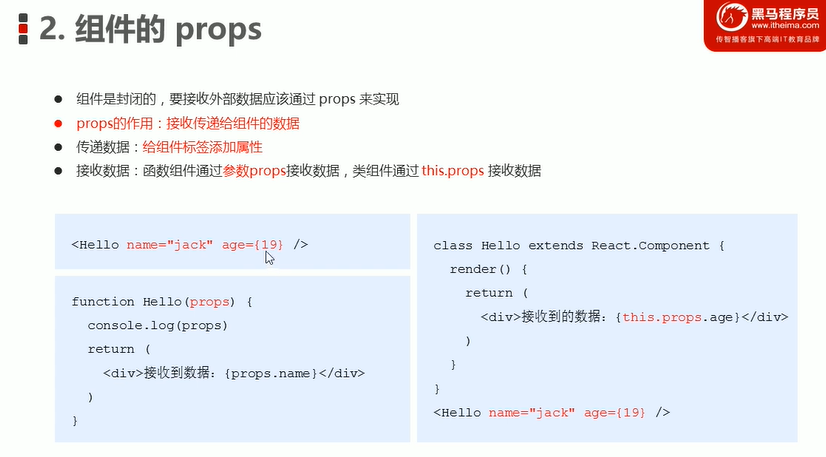 2. 组件的 props
黑马程序员
www.itheima.com
传智播客旗下高端IT教育品牌
● 组件是封闭的，要接收外部数据应该通过 props 来实现
● props的作用：接收传递给组件的数据
● 传递数据：给组件标签添加属性
● 接收数据：函数组件通过参数props接收数据，类组件通过 this.props 接收数据
<Hello name="jack" age={19} />
function Hello(props) {
console.log(props)
return (
<div>接收到数据：{props.name}</div>
)
}
class Hello extends React.Component {
render() {
return (
<div>接收到的数据：{this.props.age}</div>
)
}
}
<Hello name="jack" age={19} />